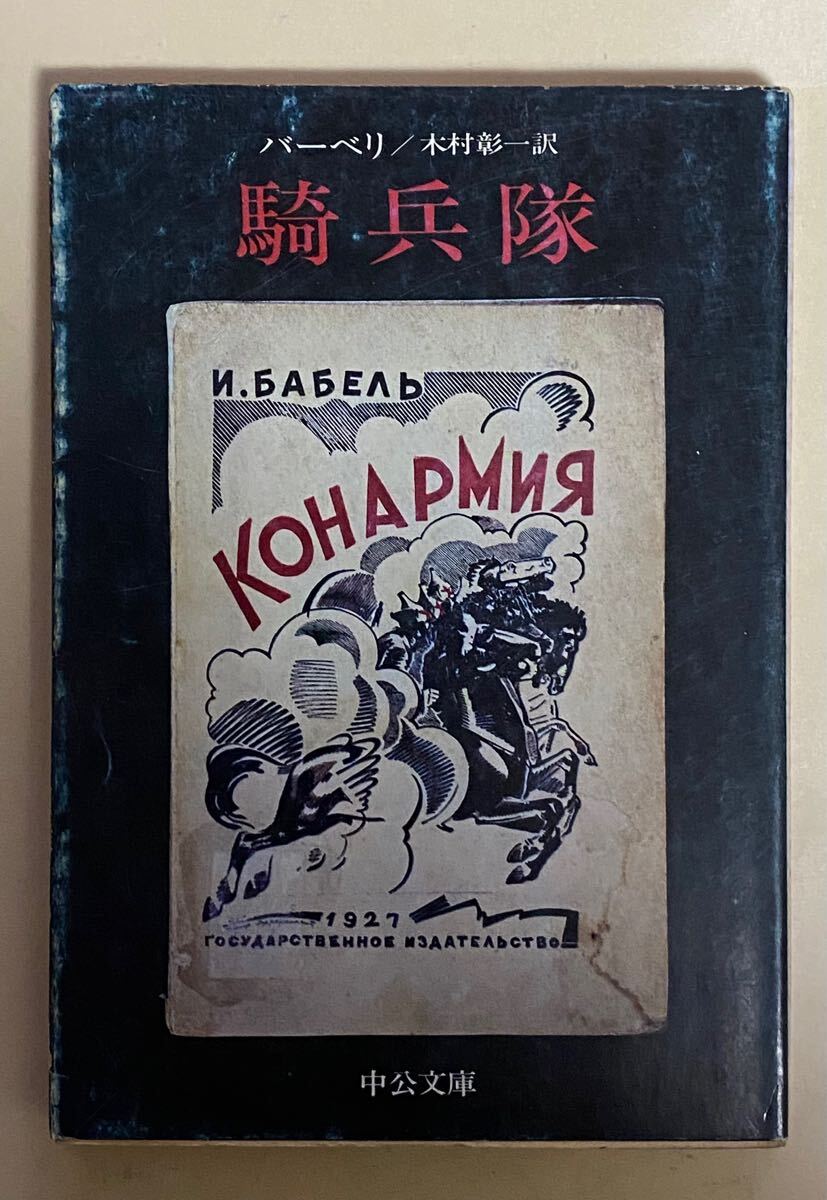 バーベリ/木村彰一訳
騎兵隊
И.БАБЕЛЬ
КОНАРМИЯ
1927
ГОСУДАРСТВЕННОЕ ИЗДАТЕЛЬСТВО
中公文庫